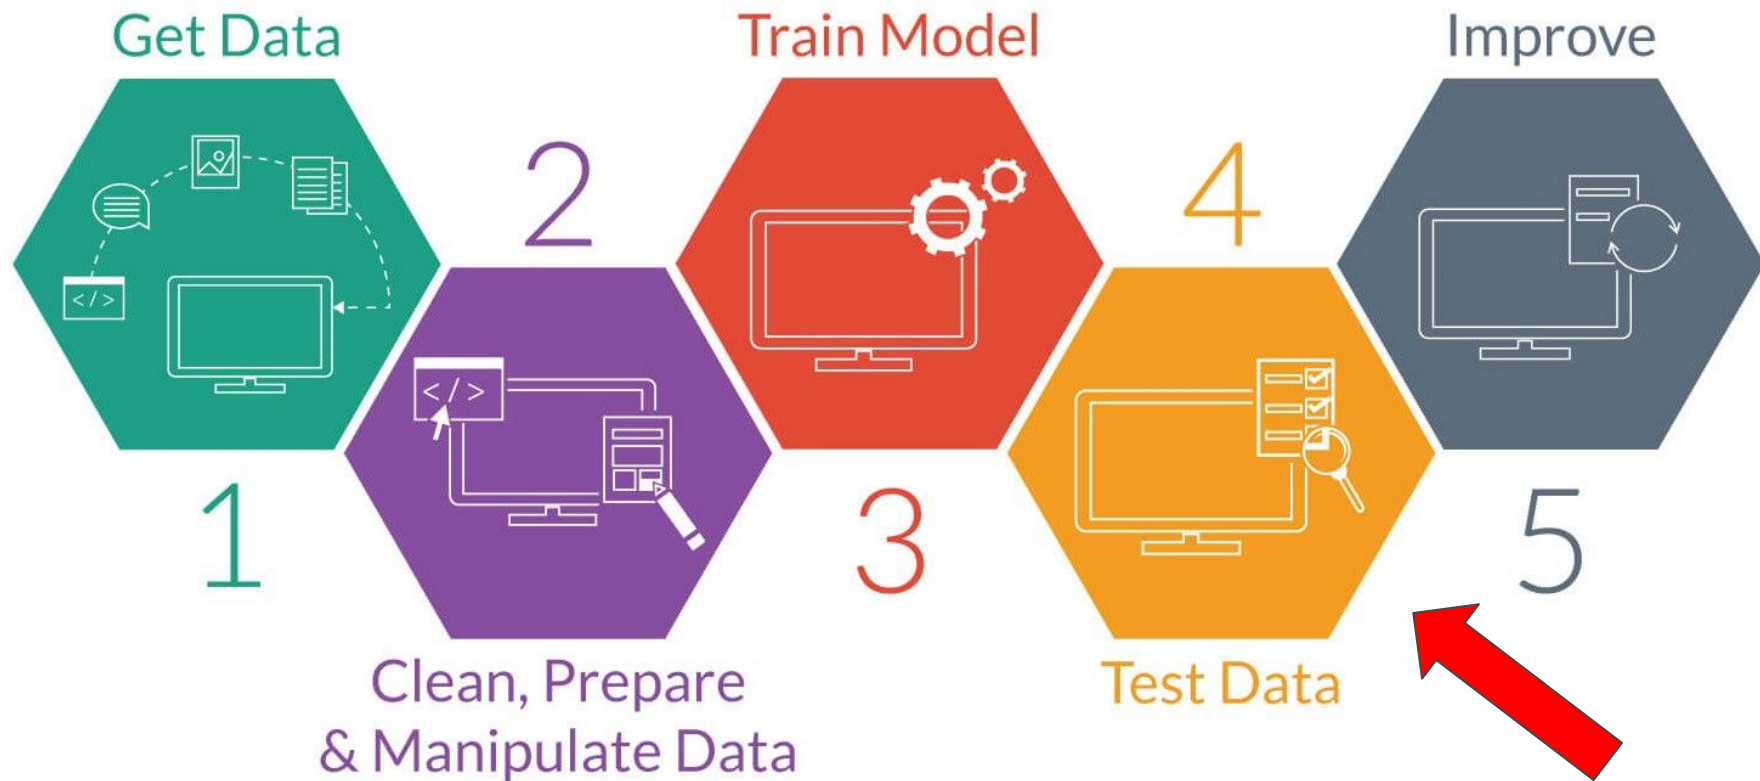 Get Data
1
2
Clean, Prepare
& Manipulate Data
Train Model
3
4
Test Data
Improve
5
</>
</>